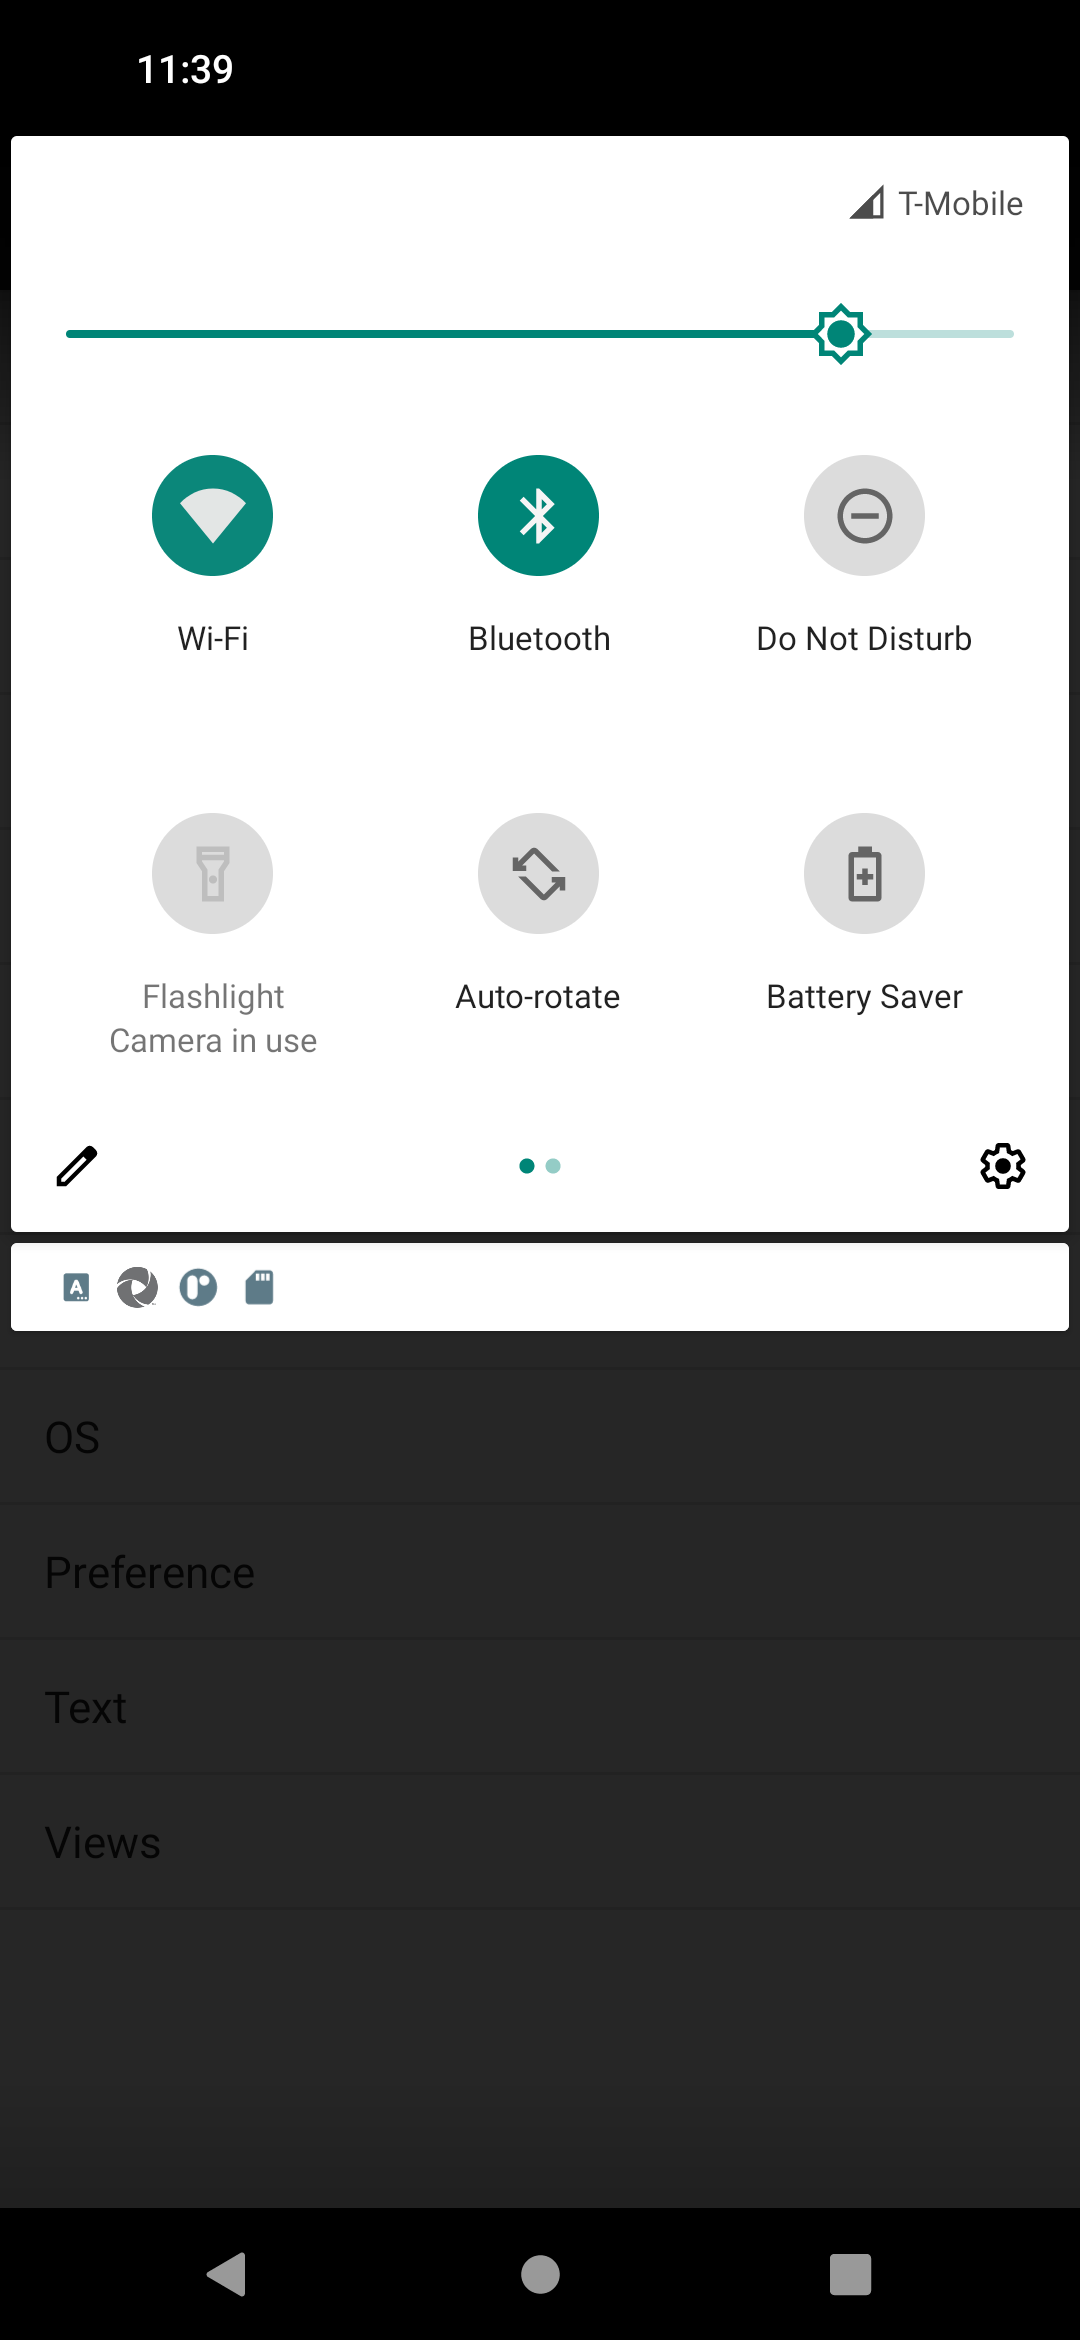 11:39
T-Mobile
Wi-Fi
Bluetooth
Do Not Disturb
Flashlight
Camera in use
Auto-rotate
Battery Saver
A
OS
Preference
Text
Views